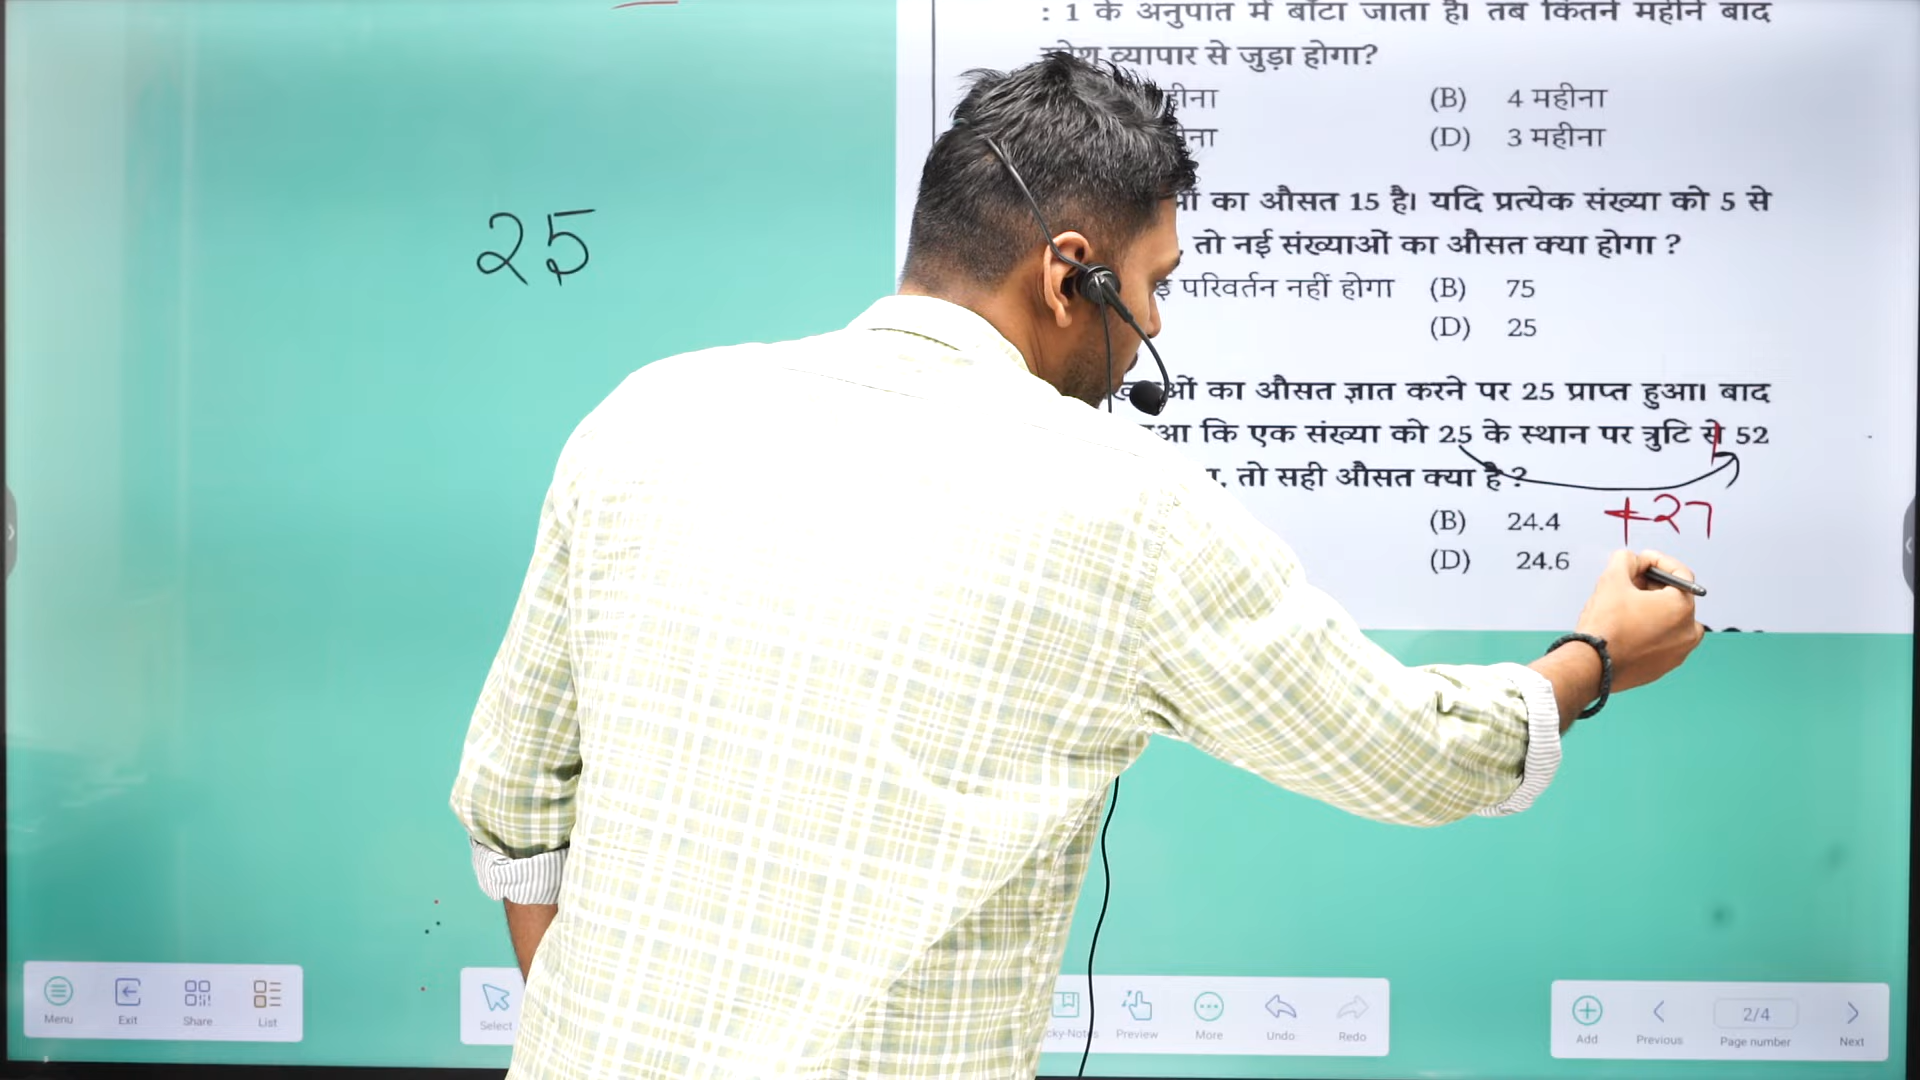 : 1 के अनुपात में बाँटा जाता है। तब कितने महीने बाद
व्यापार से जुड़ा होगा?
(B) 4 महीना
(D) 3 महीना
का औसत 15 है। यदि प्रत्येक संख्या को 5 से
, तो नई संख्याओं का औसत क्या होगा ?
परिवर्तन नहीं होगा (B) 75
(D) 25
का औसत ज्ञात करने पर 25 प्राप्त हुआ। बाद
कि एक संख्या को 25 के स्थान पर त्रुटि से 52
, तो सही औसत क्या है ?
(B) 24.4
(D) 24.6
+27
25
Menu Exit Share List
Select
Preview More Undo Redo
Add Previous 2/4 Page number Next